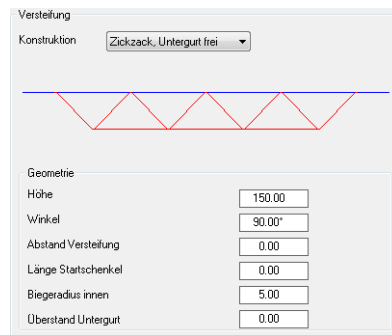 Versteifung
Konstruktion Zickzack, Untergurt frei
Geometrie
Höhe 150.00
Winkel 90.00°
Abstand Versteifung 0.00
Länge Startschenkel 0.00
Biegeradius innen 5.00
Überstand Untergurt 0.00